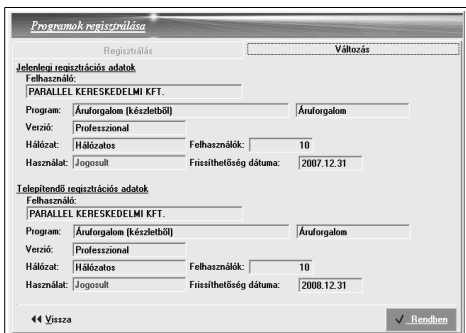 Programok regisztrálása
Regisztrálás Változás
Jelenlegi regisztrációs adatok
Felhasználó:
PARALLEL KERESKEDELMI KFT.
Program: Áruforgalom (készletből) Áruforgalom
Verzió: Professzional
Hálózat: Hálózatos Felhasználók: 10
Használat: Jogosult Frissíthetőség dátuma: 2007.12.31
Telepítendő regisztrációs adatok
Felhasználó:
PARALLEL KERESKEDELMI KFT.
Program: Áruforgalom (készletből) Áruforgalom
Verzió: Professzional
Hálózat: Hálózatos Felhasználók: 10
Használat: Jogosult Frissíthetőség dátuma: 2008.12.31
Vissza Rendben